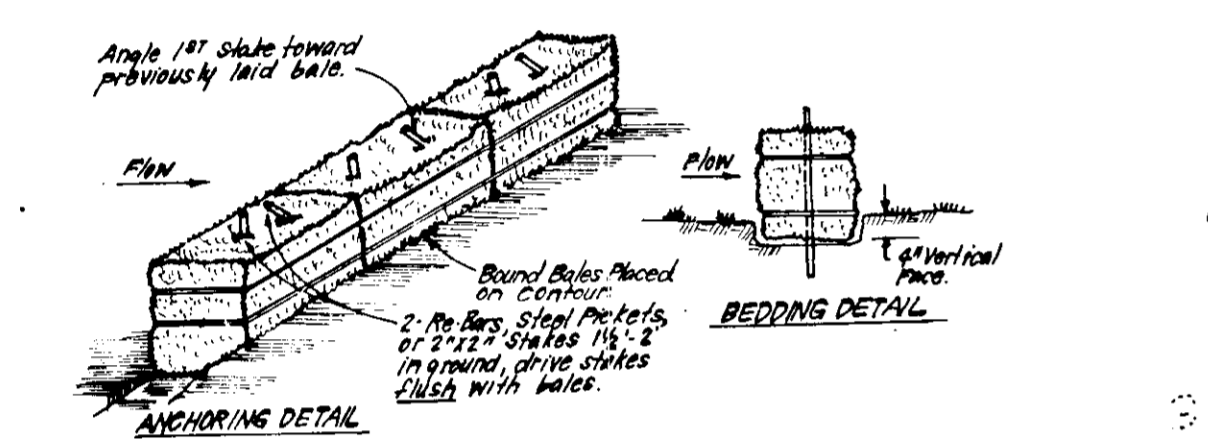 Angle 1ST stake toward
previously laid bale.
Flow
Bound Bales Placed
on contour.
2- Re-Bars, Steel Pickets,
or 2"x2" Stakes 1½'-2'
in ground, drive stakes
flush with bales.
ANCHORING DETAIL
Flow
4" Vertical
Face.
BEDDING DETAIL